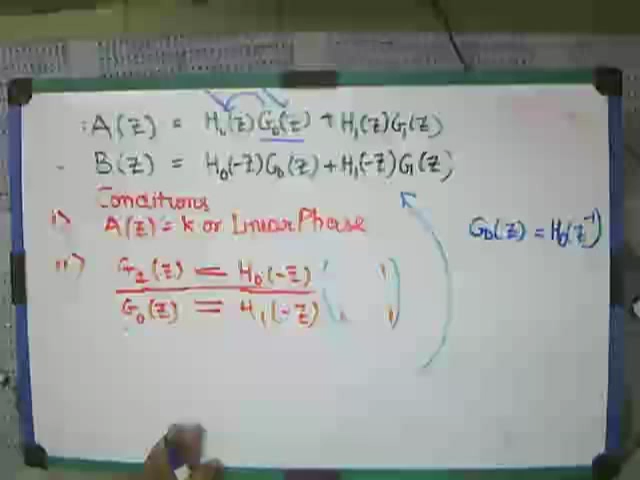 A(Z) = H₀(Z)G₀(Z) + H₁(Z)G₁(Z)
B(Z) = H₀(-Z)G₀(Z) + H₁(-Z)G₁(Z)
Conditions
i) A(Z) = K or Linear Phase
G₀(Z) = H₀(Z⁻¹)
ii) G₁(Z) = H₀(-Z)
G₀(Z) = H₁(-Z)